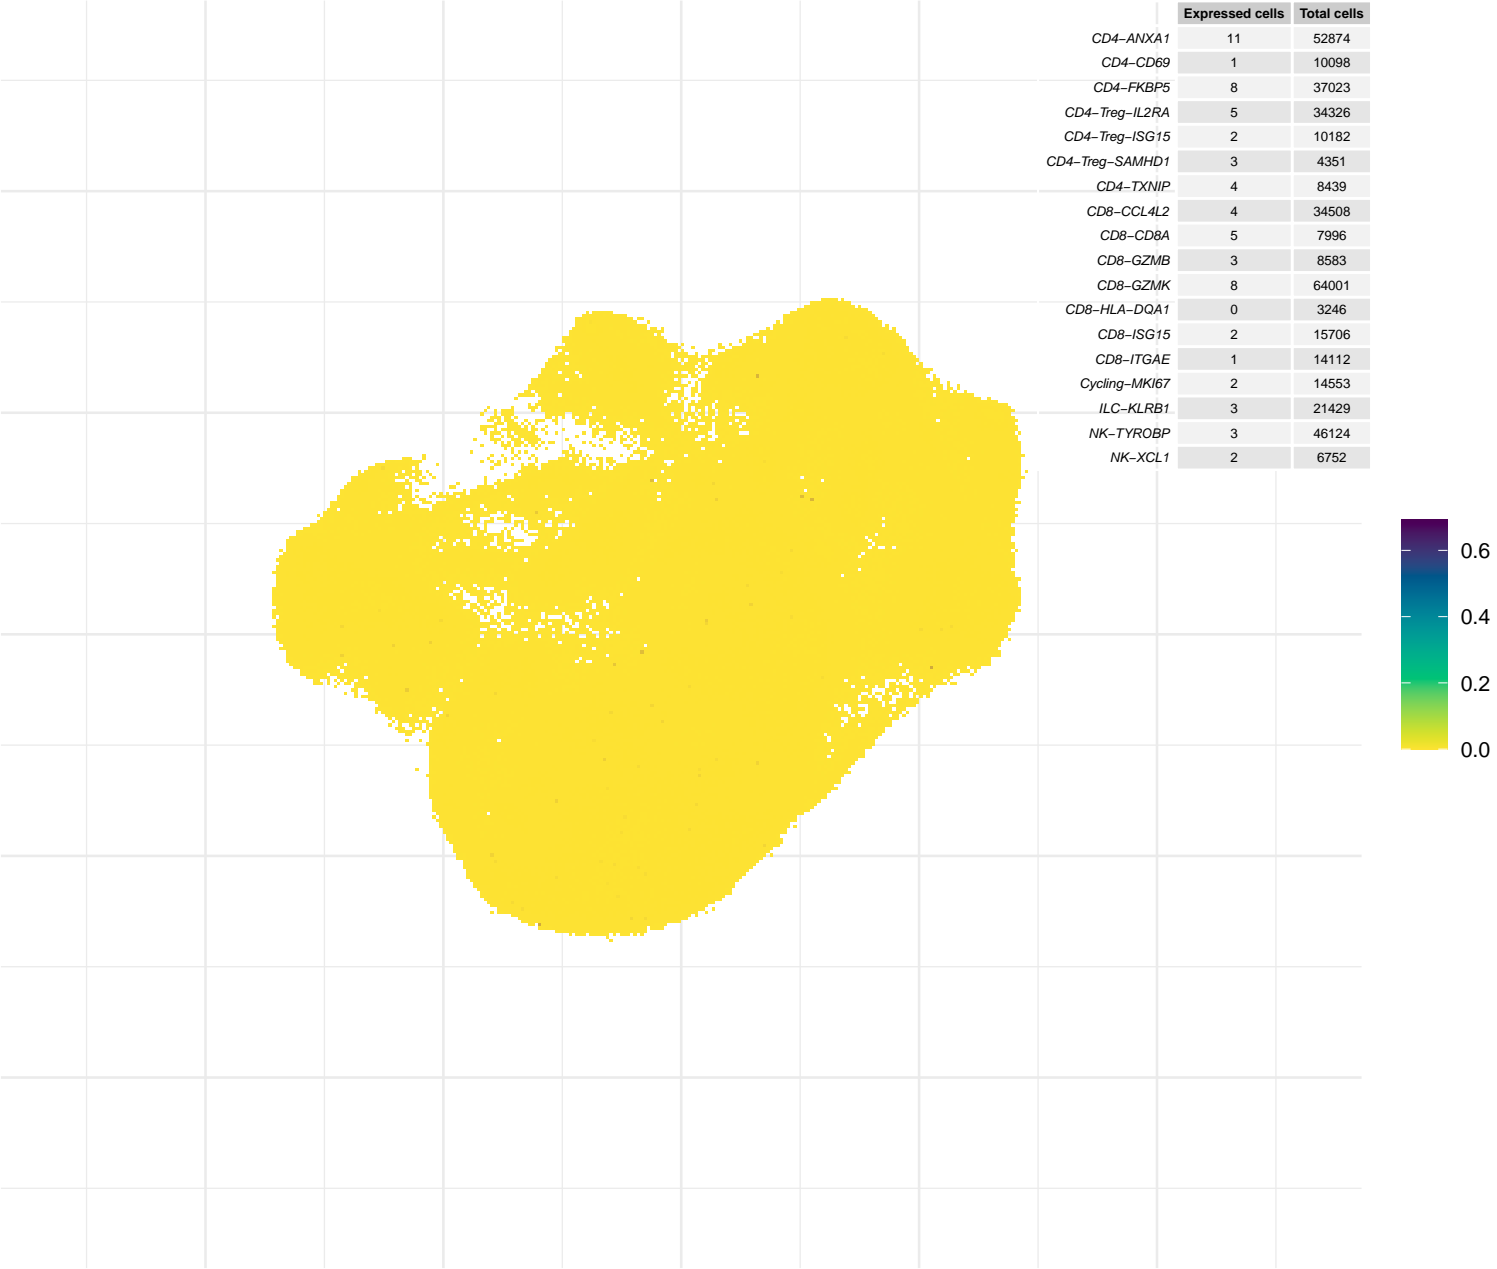 Expressed cells Total cells
CD4−ANXA1 11 52874
CD4−CD69 1 10098
CD4−FKBP5 8 37023
CD4−Treg−IL2RA 5 34326
CD4−Treg−ISG15 2 10182
CD4−Treg−SAMHD1 3 4351
CD4−TXNIP 4 8439
CD8−CCL4L2 4 34508
CD8−CD8A 5 7996
CD8−GZMB 3 8583
CD8−GZMK 8 64001
CD8−HLA−DQA1 0 3246
CD8−ISG15 2 15706
CD8−ITGAE 1 14112
Cycling−MKI67 2 14553
ILC−KLRB1 3 21429
NK−TYROBP 3 46124
NK−XCL1 2 6752
0.6
0.4
0.2
0.0